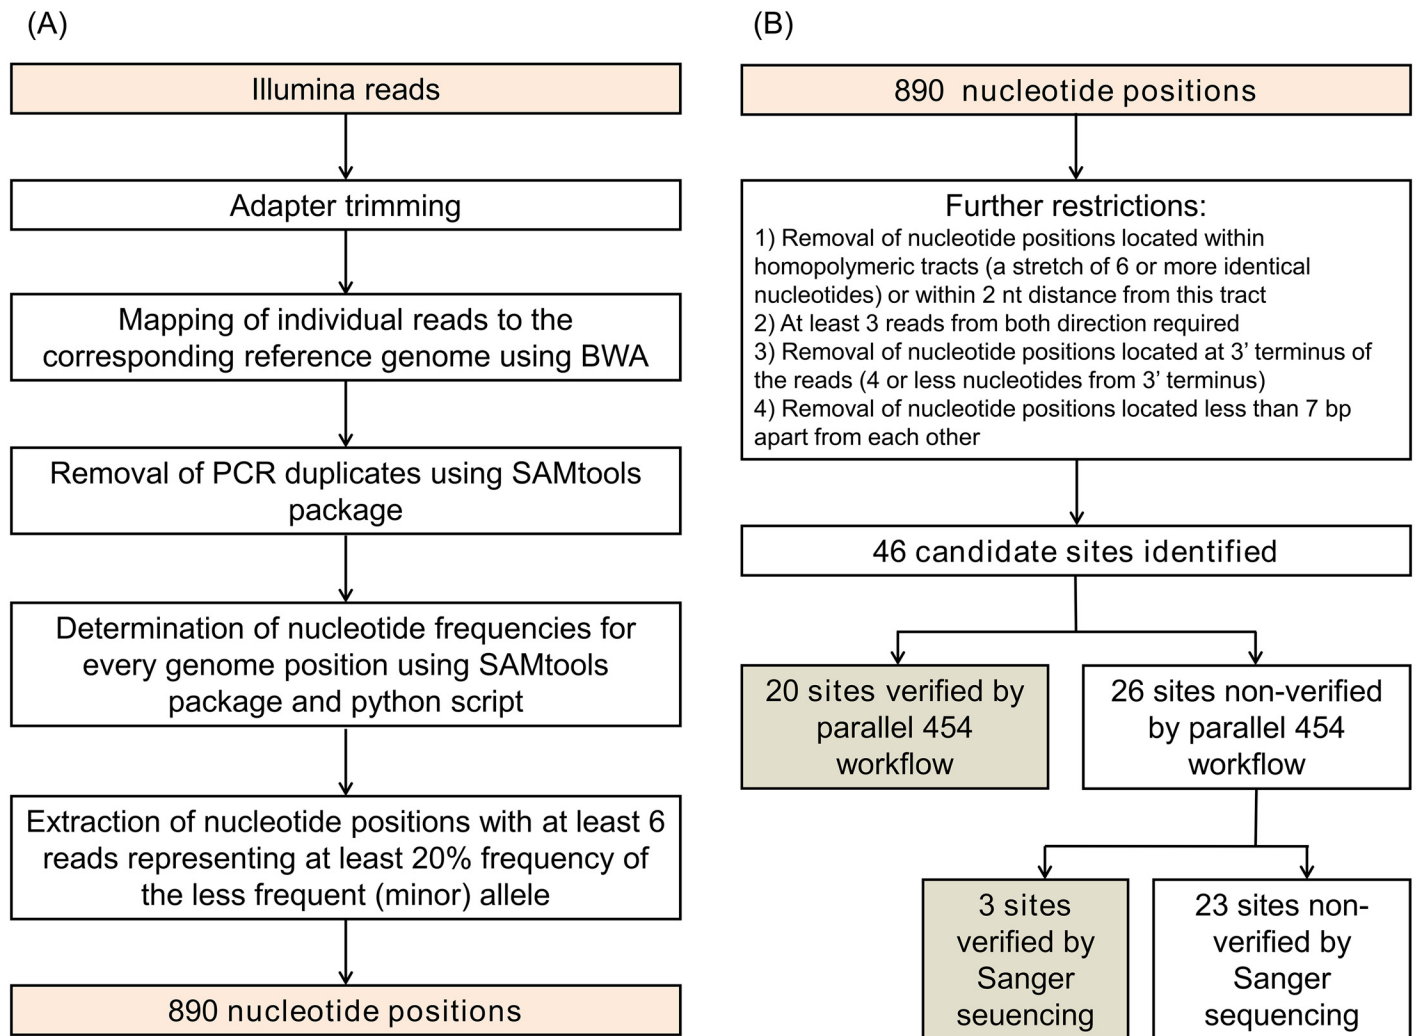 (A)
Illumina reads
Adapter trimming
Mapping of individual reads to the
corresponding reference genome using BWA
Removal of PCR duplicates using SAMtools
package
Determination of nucleotide frequencies for
every genome position using SAMtools
package and python script
Extraction of nucleotide positions with at least 6
reads representing at least 20% frequency of
the less frequent (minor) allele
890 nucleotide positions
(B)
890 nucleotide positions
Further restrictions:
1) Removal of nucleotide positions located within
homopolymeric tracts (a stretch of 6 or more identical
nucleotides) or within 2 nt distance from this tract
2) At least 3 reads from both direction required
3) Removal of nucleotide positions located at 3’ terminus of
the reads (4 or less nucleotides from 3’ terminus)
4) Removal of nucleotide positions located less than 7 bp
apart from each other
46 candidate sites identified
20 sites verified by
parallel 454
workflow
26 sites non-verified
by parallel 454
workflow
3 sites
verified by
Sanger
seuencing
23 sites non-
verified by
Sanger
sequencing